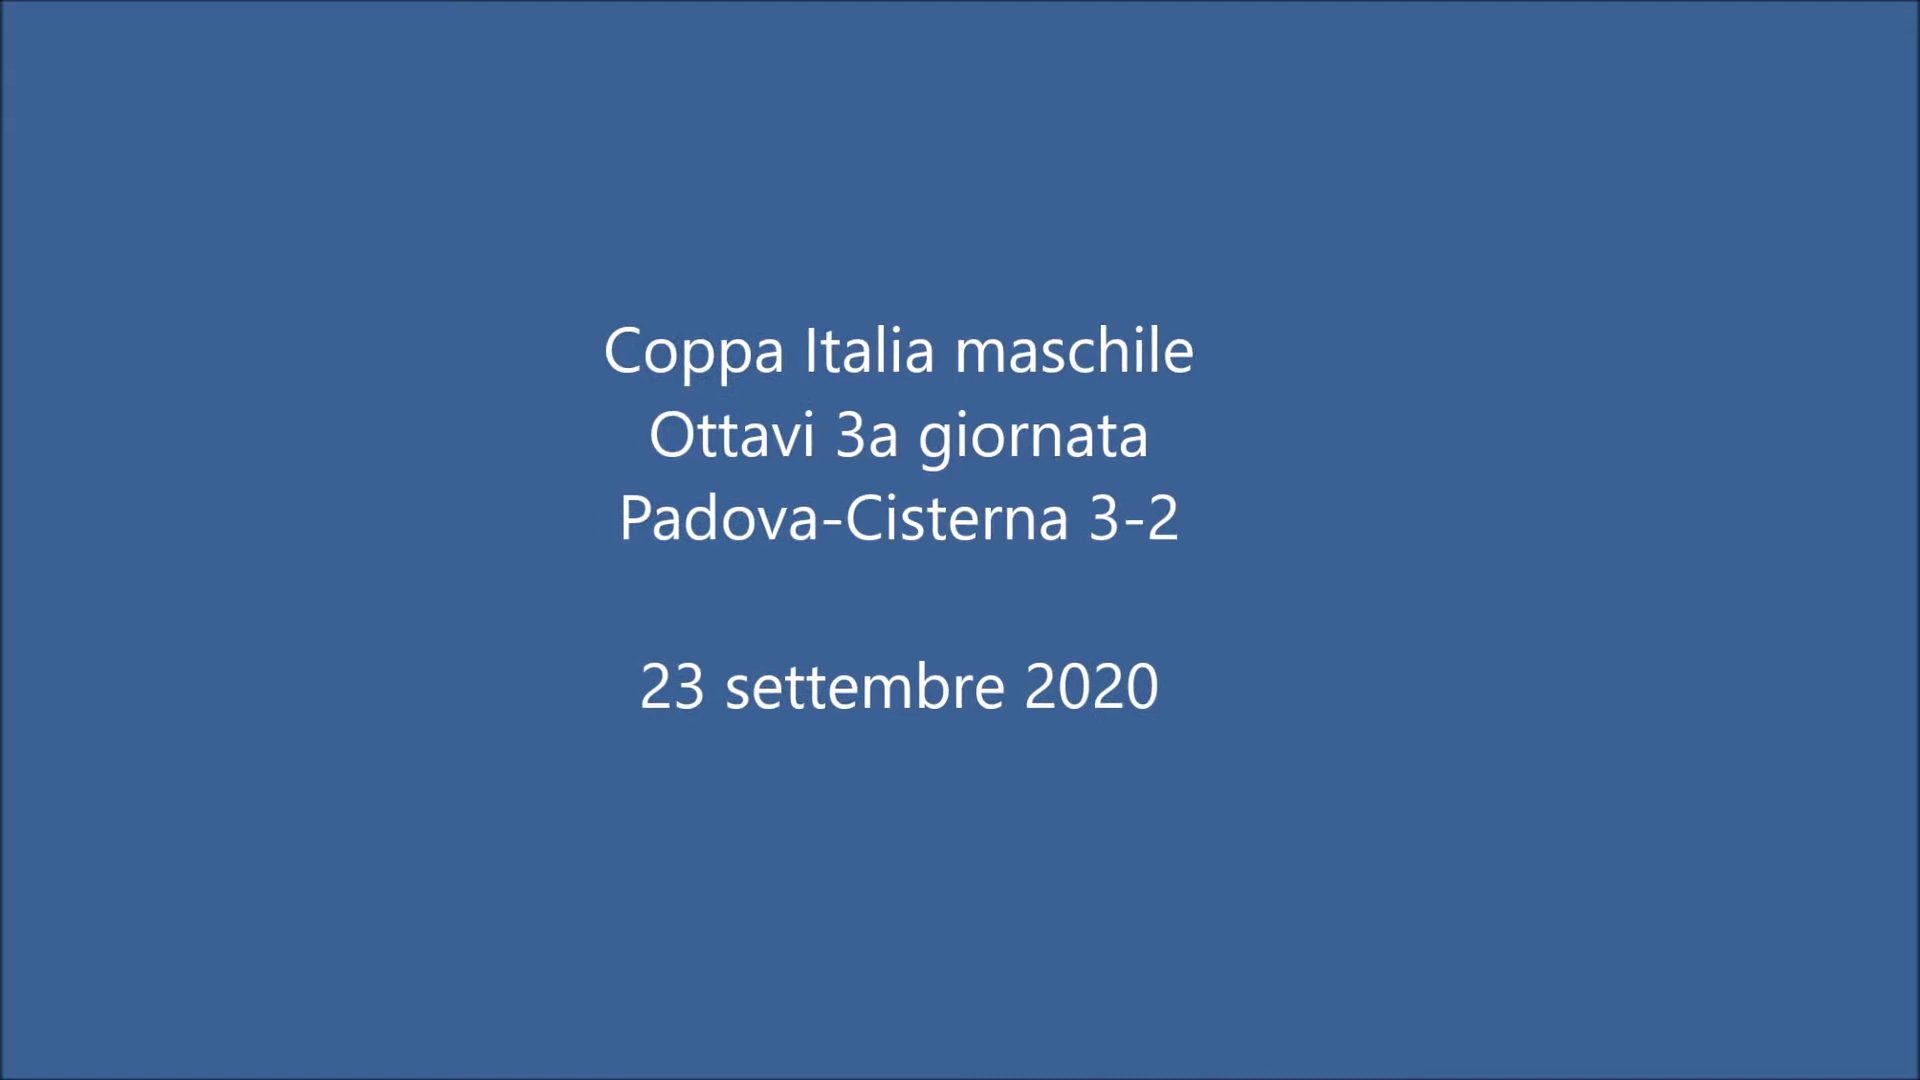 Coppa Italia maschile
Ottavi 3a giornata
Padova-Cisterna 3-2
23 settembre 2020